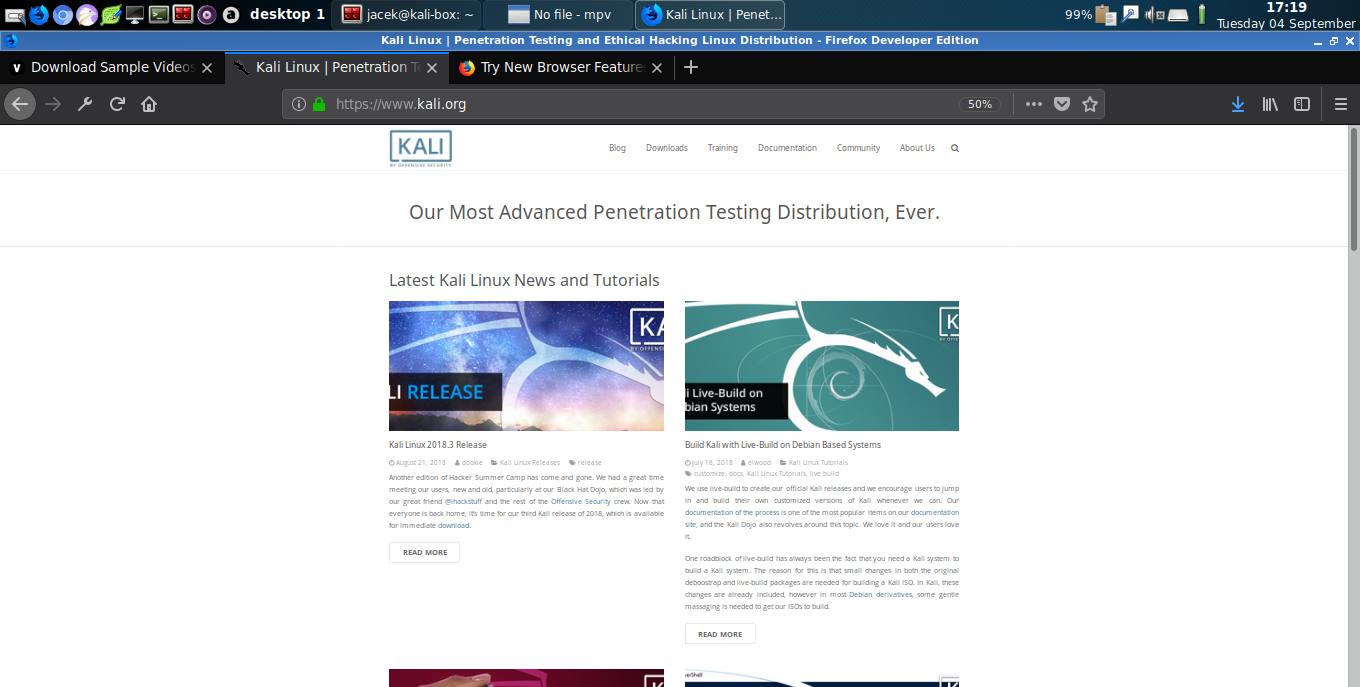 desktop 1
jacek@kali-box: ~
No file - mpv
Kali Linux | Penet...
99%
17:19
Tuesday 04 September
Kali Linux | Penetration Testing and Ethical Hacking Linux Distribution - Firefox Developer Edition
Download Sample Videos
Kali Linux | Penetration T
Try New Browser Feature
https://www.kali.org
50%
KALI
BY OFFENSIVE SECURITY
Blog
Downloads
Training
Documentation
Community
About Us
Our Most Advanced Penetration Testing Distribution, Ever.
Latest Kali Linux News and Tutorials
KA
BY OFFENS
LI RELEASE
Kali Linux 2018.3 Release
August 21, 2018 dookie Kali Linux Releases release
Another edition of Hacker Summer Camp has come and gone. We had a great time
meeting our users, new and old, particularly at our Black Hat Dojo, which was led by
our great friend @ihackstuff and the rest of the Offensive Security crew. Now that
everyone is back home, it's time for our third Kali release of 2018, which is available
for immediate download.
READ MORE
K
BY OFFE
li Live-Build on
bian Systems
Build Kali with Live-Build on Debian Based Systems
July 18, 2018 elwood Kali Linux Tutorials
customize, docs, Kali Linux Tutorials, live build
We use live-build to create our official Kali releases and we encourage users to jump
in and build their own customized versions of Kali whenever we can. Our
documentation of the process is one of the most popular items on our documentation
site, and the Kali Dojo also revolves around this topic. We love it and our users love
it.
One roadblock of live-build has always been the fact that you need a Kali system to
build a Kali system. The reason for this is that small changes in both the original
deboostrap and live-build packages are needed for building a Kali ISO. In Kali, these
changes are already included, however in most Debian derivatives, some gentle
massaging is needed to get our ISOs to build.
READ MORE
K
verShell
K